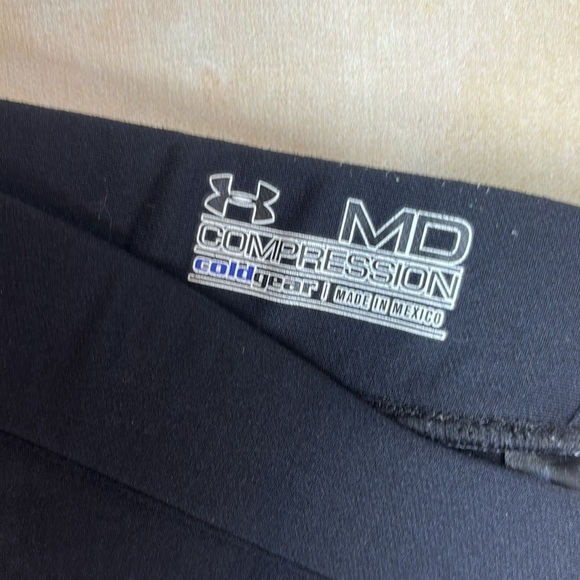 MD
COMPRESSION
coldgear | MADE IN MEXICO